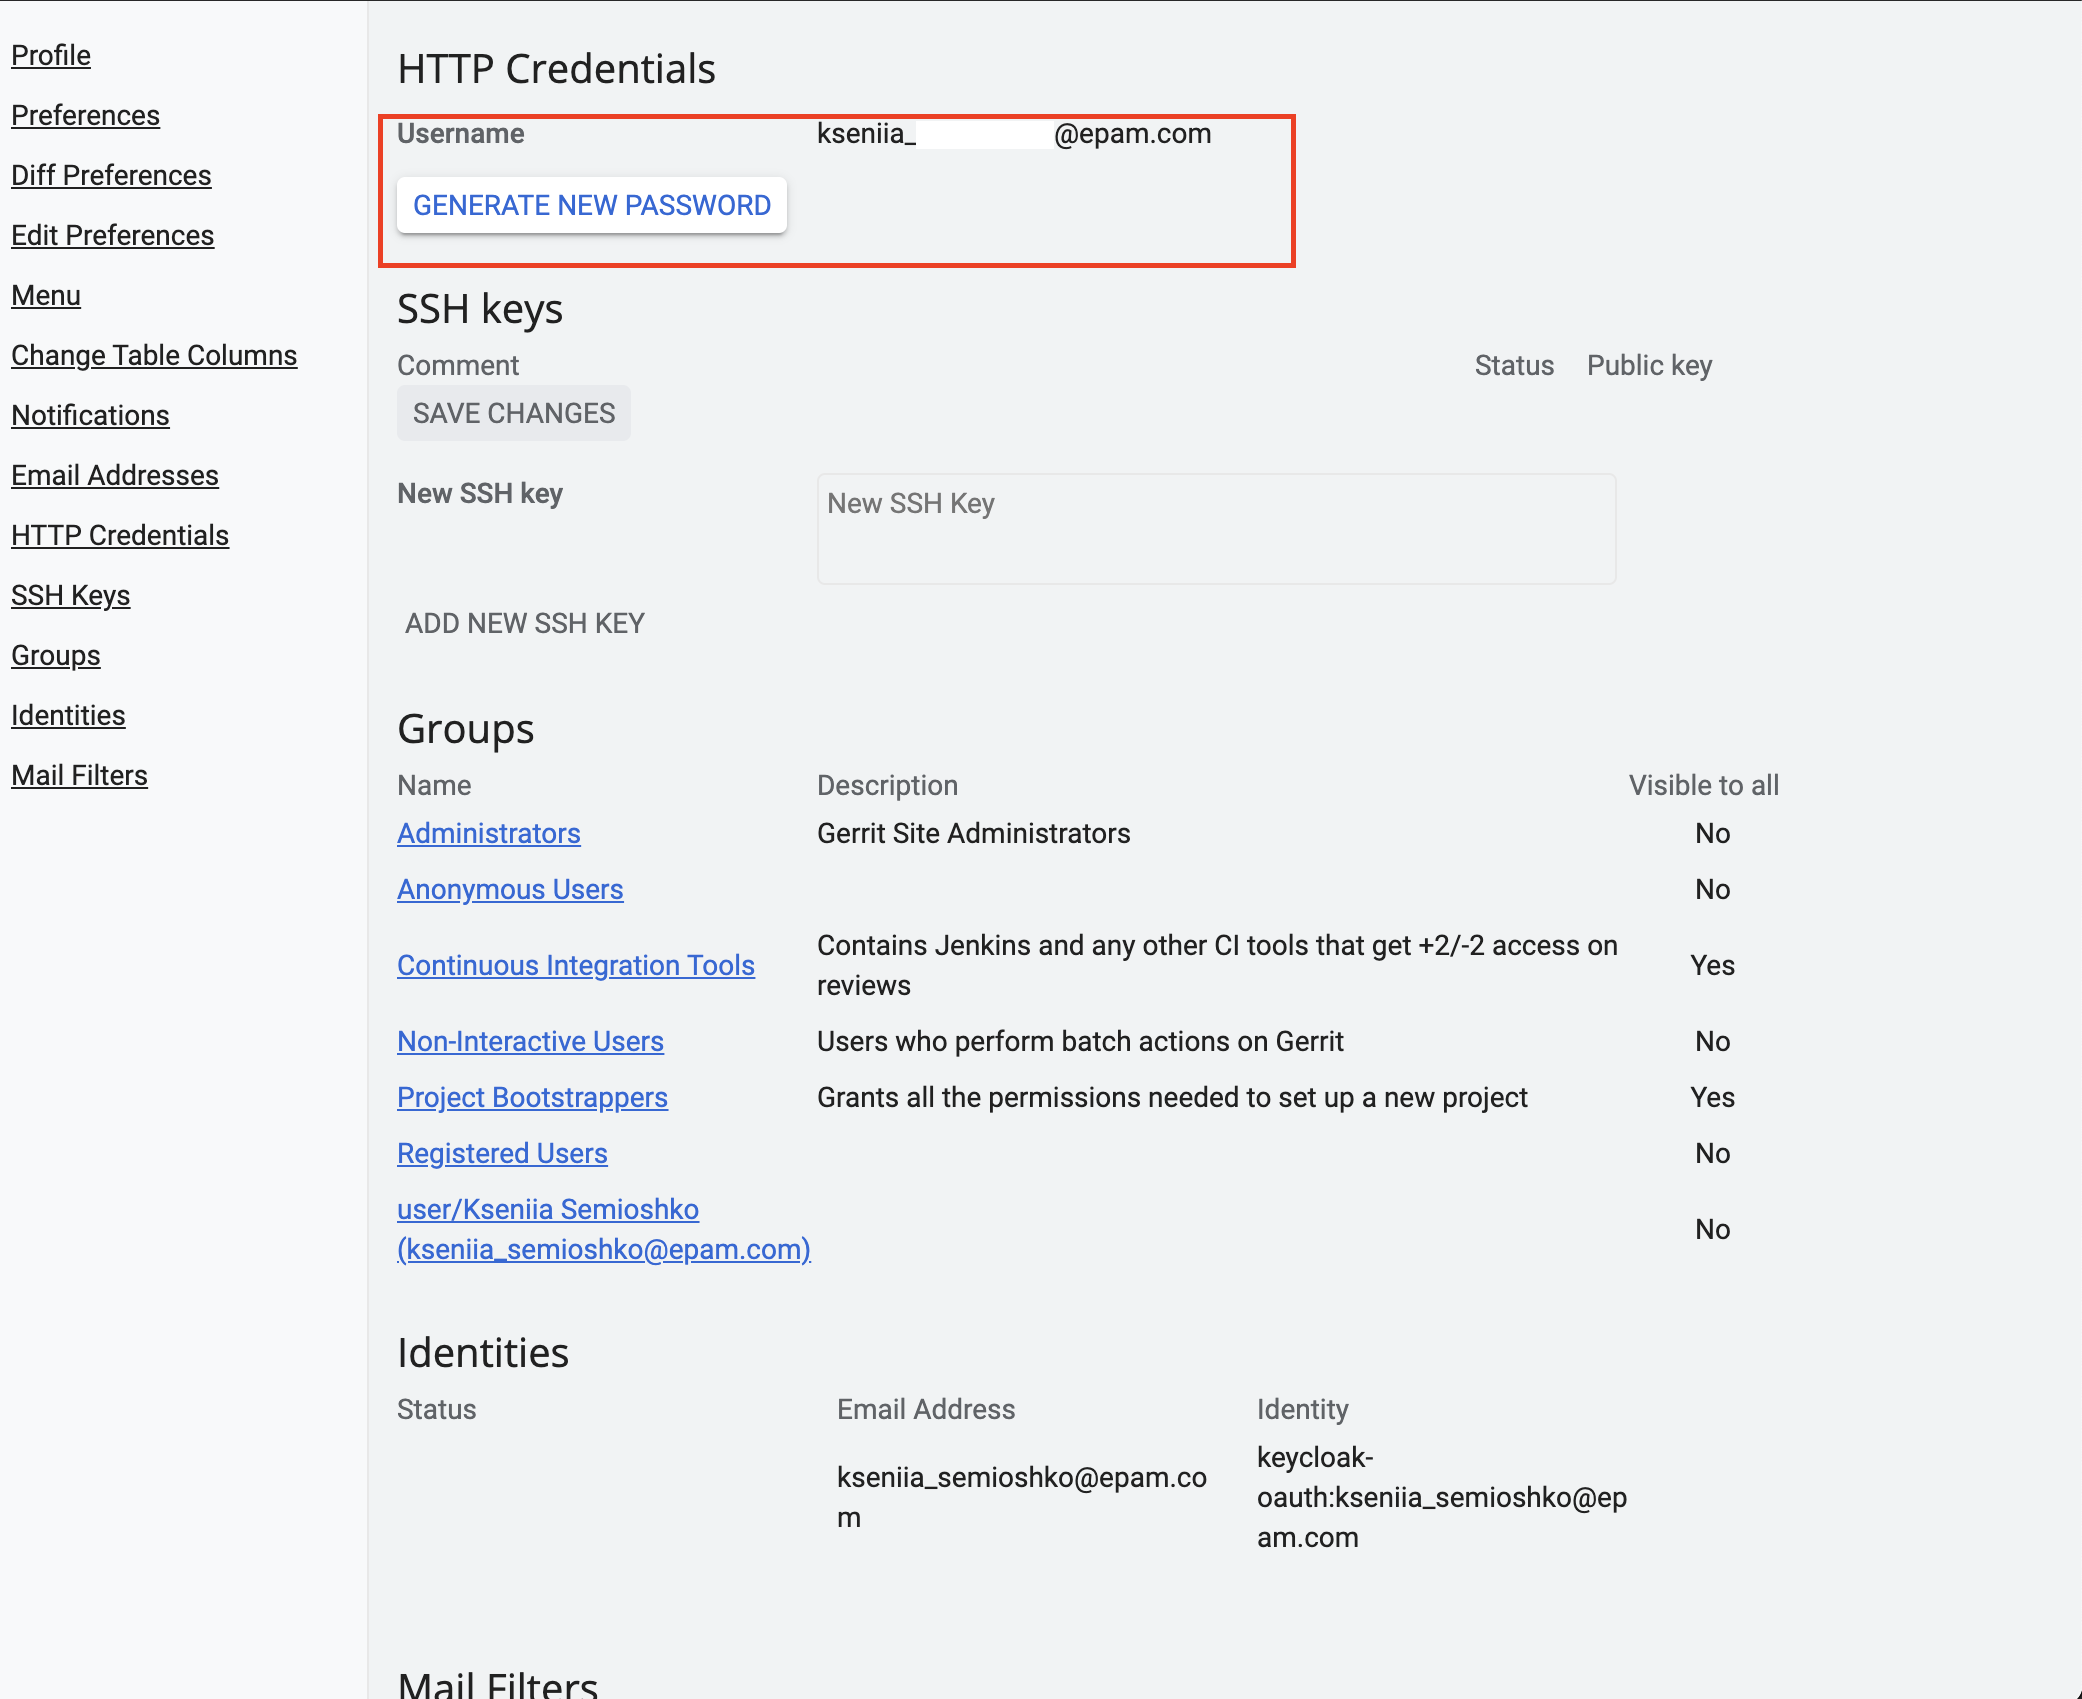 Profile
Preferences
Diff Preferences
Edit Preferences
Menu
Change Table Columns
Notifications
Email Addresses
HTTP Credentials
SSH Keys
Groups
Identities
Mail Filters
HTTP Credentials
Username kseniia_ @epam.com
GENERATE NEW PASSWORD
SSH keys
Comment Status Public key
SAVE CHANGES
New SSH key New SSH Key
ADD NEW SSH KEY
Groups
Name Description Visible to all
Administrators Gerrit Site Administrators No
Anonymous Users No
Continuous Integration Tools Contains Jenkins and any other CI tools that get +2/-2 access on Yes
reviews
Non-Interactive Users Users who perform batch actions on Gerrit No
Project Bootstrappers Grants all the permissions needed to set up a new project Yes
Registered Users No
user/Kseniia Semioshko No
(kseniia_semioshko@epam.com)
Identities
Status Email Address Identity
kseniia_semioshko@epam.co
m
keycloak-
oauth:kseniia_semioshko@ep
am.com
Mail Filters